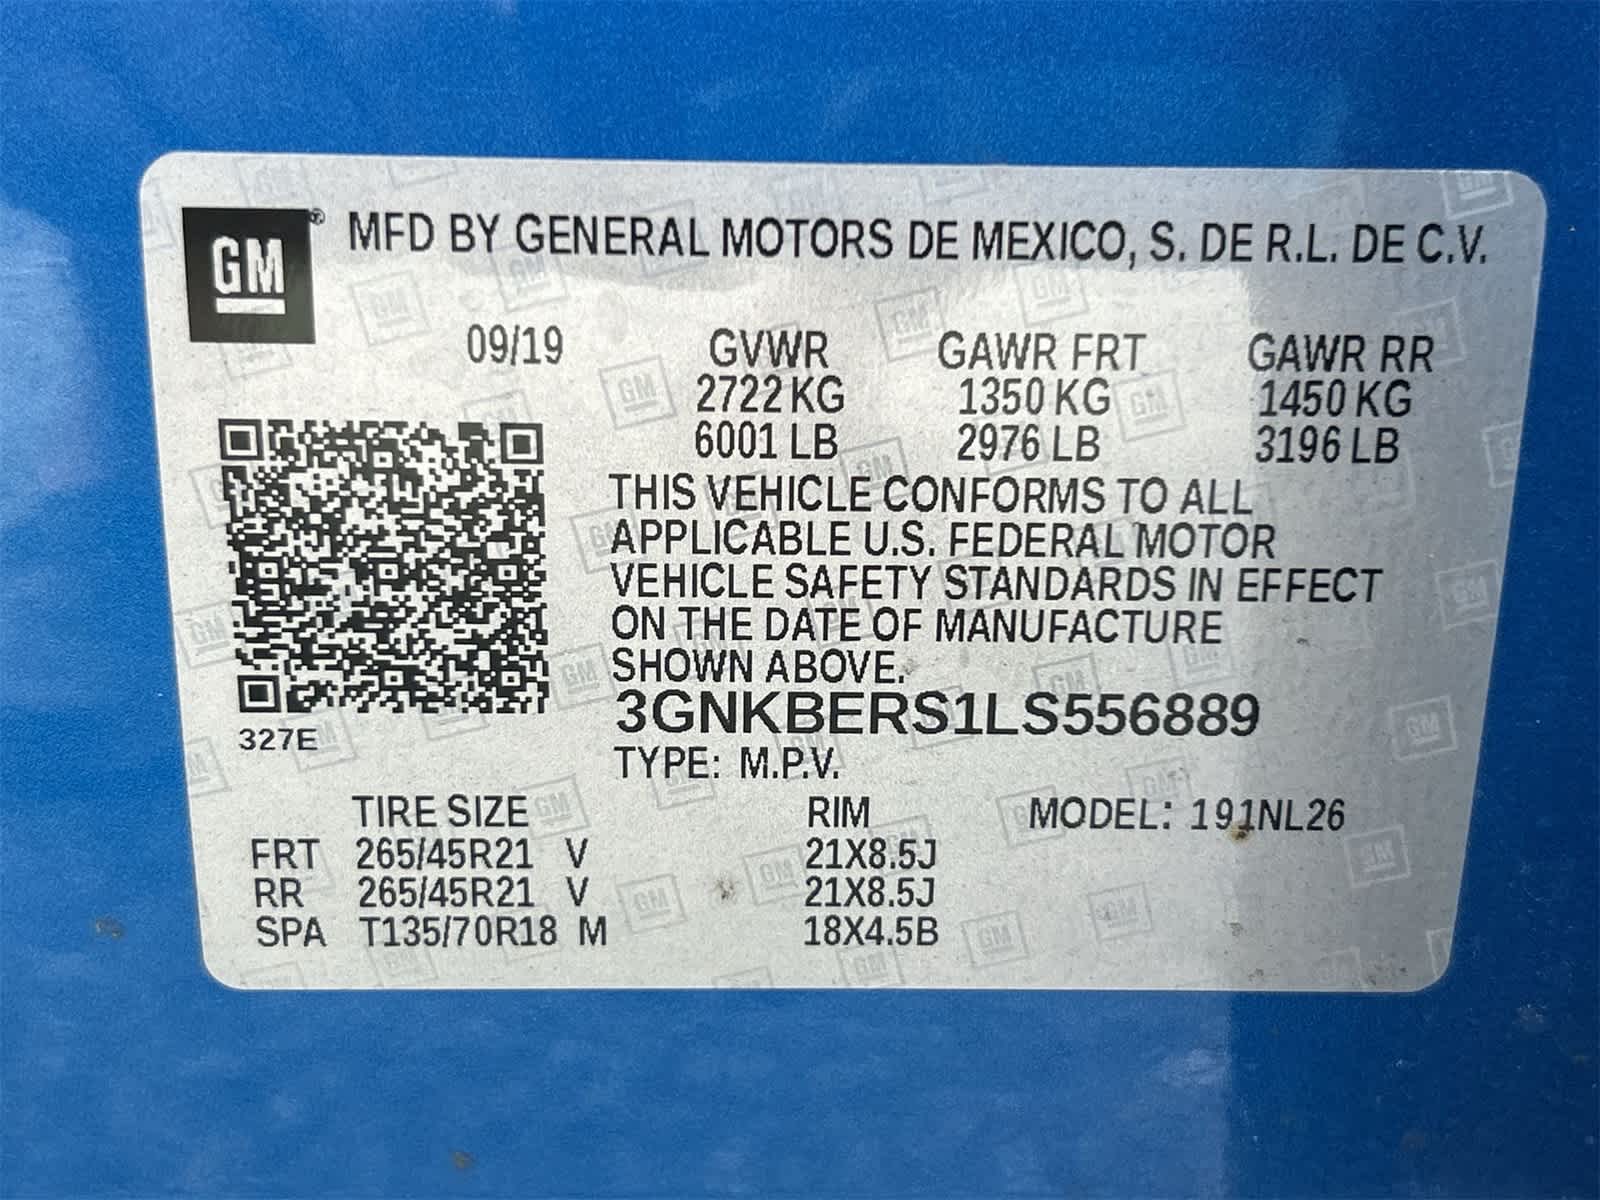 GM® MFD BY GENERAL MOTORS DE MEXICO, S. DE R.L. DE C.V.
09/19 GVWR GAWR FRT GAWR RR
2722 KG 1350 KG 1450 KG
6001 LB 2976 LB 3196 LB
THIS VEHICLE CONFORMS TO ALL
APPLICABLE U.S. FEDERAL MOTOR
VEHICLE SAFETY STANDARDS IN EFFECT
ON THE DATE OF MANUFACTURE
SHOWN ABOVE.
3GNKBERS1LS556889
327E
TYPE: M.P.V.
TIRE SIZE RIM MODEL: 191NL26
FRT 265/45R21 V 21X8.5J
RR 265/45R21 V 21X8.5J
SPA T135/70R18 M 18X4.5B